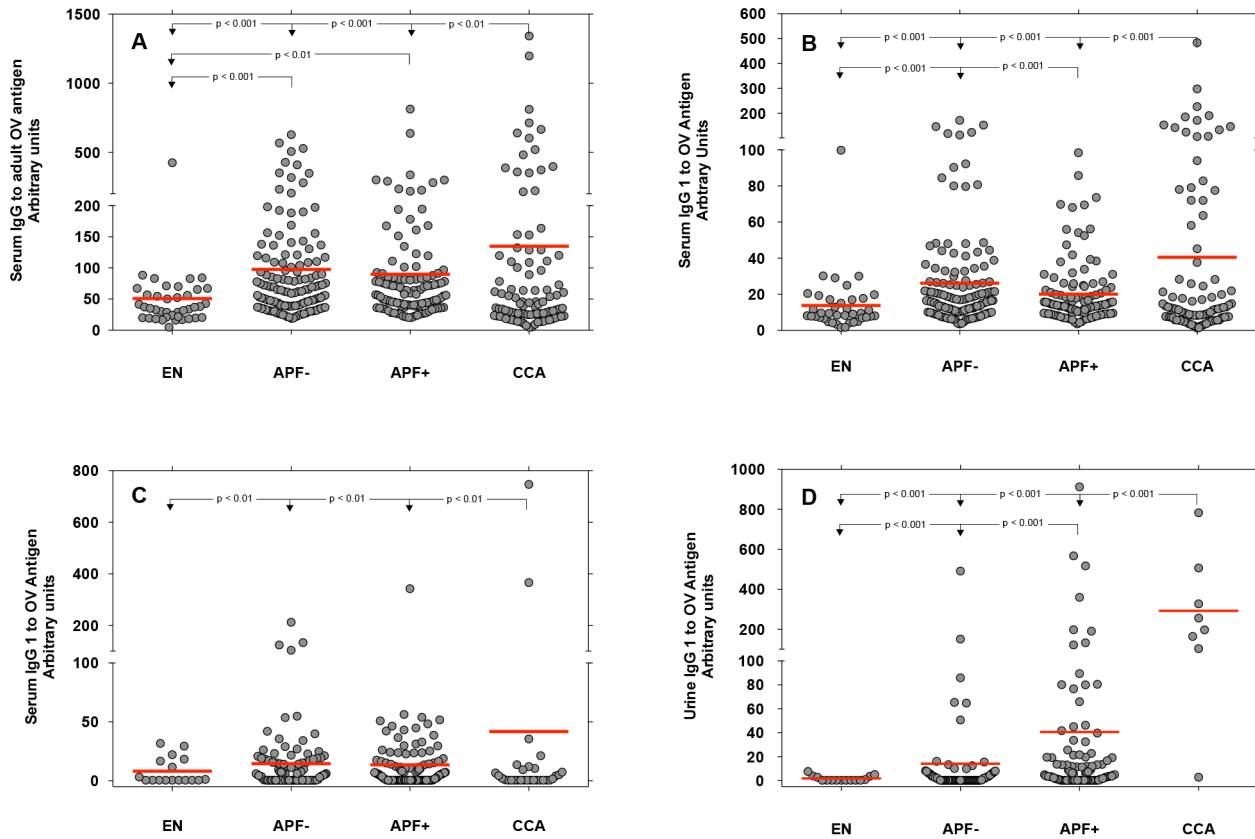 A
p < 0.001 p < 0.001 p < 0.01
p < 0.01
p < 0.001
Serum IgG to adult OV antigen
Arbitrary units
1500
1000
500
200
150
100
50
0
EN APF- APF+ CCA
B
p < 0.001 p < 0.001 p < 0.001
p < 0.001 p < 0.001
Serum IgG 1 to OV Antigen
Arbtrary Units
600
500
400
300
200
100
80
60
40
20
0
EN APF- APF+ CCA
C
p < 0.01 p < 0.01 p < 0.01
Serum IgG 1 to OV Antigen
Arbitrary units
800
600
400
200
100
50
0
EN APF- APF+ CCA
D
p < 0.001 p < 0.001 p < 0.001
p < 0.001 p < 0.001
Urine IgG 1 to OV Antigen
Arbitrary units
1000
800
600
400
200
100
80
60
40
20
0
EN APF- APF+ CCA